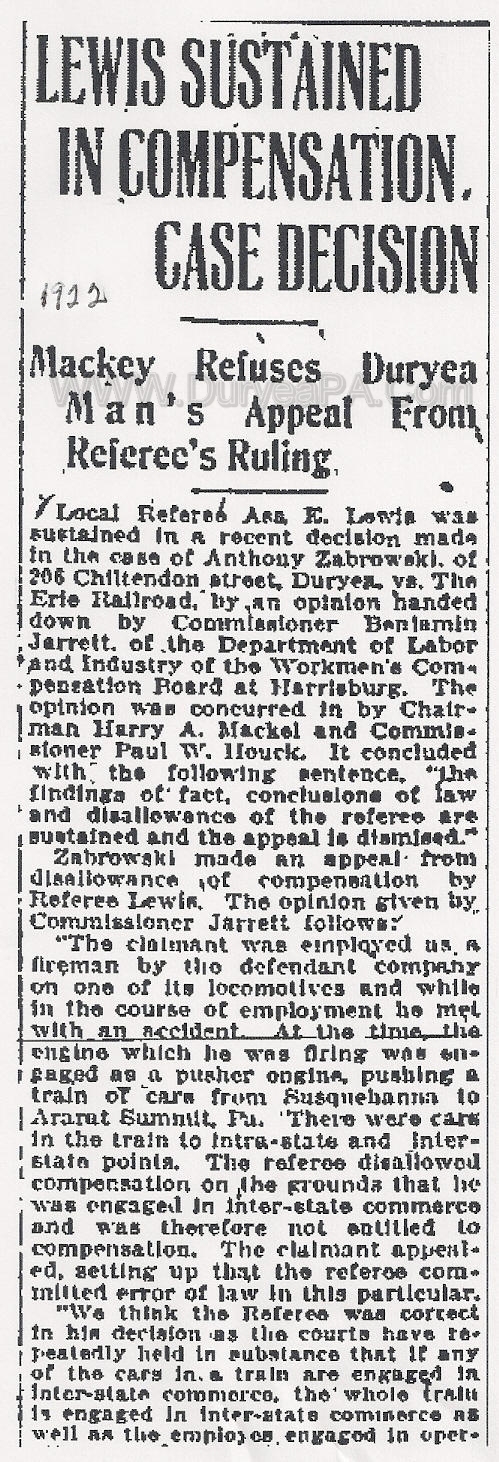 LEWIS SUSTAINED
IN COMPENSATION.
CASE DECISION
1922
Mackey Refuses Duryea
Man's Appeal From
Referee's Ruling
www.DuryeaPA.com
Local Referee Asa E. Lewis was
sustained in a recent decision made
in the case of Anthony Zabrowski, of
206 Chittendon street, Duryea, vs. The
Erie Railroad, by an opinion handed
down by Commissioner Benjamin
Jarrett, of the Department of Labor
and Industry of the Workmen's Com-
pensation Board at Harrisburg. The
opinion was concurred in by Chair-
man Harry A. Mackel and Commis-
sioner Paul W. Houck. It concluded
with the following sentence, "the
findings of fact, conclusions of law
and disallowance of the referee are
sustained and the appeal is dismised."
Zabrowski made an appeal from
disallowance of compensation by
Referee Lewis. The opinion given by
Commissioner Jarrett follows:
"The claimant was employed as a
fireman by the defendant company
on one of its locomotives and while
in the course of employment he met
with an accident. At the time, the
engine which he was firing was en-
gaged as a pusher engine, pushing a
train of cars from Susquehanna to
Ararat Summit, Pa. There were cars
in the train to intra-state and inter-
state points. The referee disallowed
compensation on the grounds that he
was engaged in inter-state commerce
and was therefore not entitled to
compensation. The claimant appeal-
ed, setting up that the referee com-
mitted error of law in this particular.
"We think the Referee was correct
in his decision as the courts have re-
peatedly held in substance that if any
of the cars in a train are engaged in
inter-state commerce, the whole train
is engaged in inter-state commerce as
well as the employes engaged in oper-